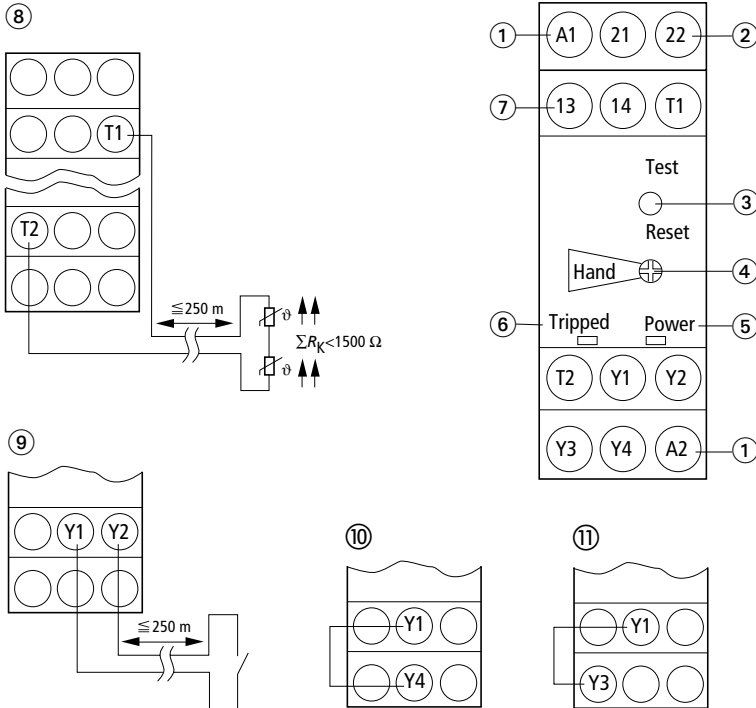 ⑧
T1
T2
≦250 m
ϑ
ϑ
ΣRK<1500 Ω
① A1 21 22 ②
⑦ 13 14 T1
Test
③
Reset
Hand ④
⑥ Tripped Power ⑤
T2 Y1 Y2
Y3 Y4 A2 ①
⑨
Y1 Y2
≦250 m
⑩
Y1
Y4
⑪
Y1
Y3